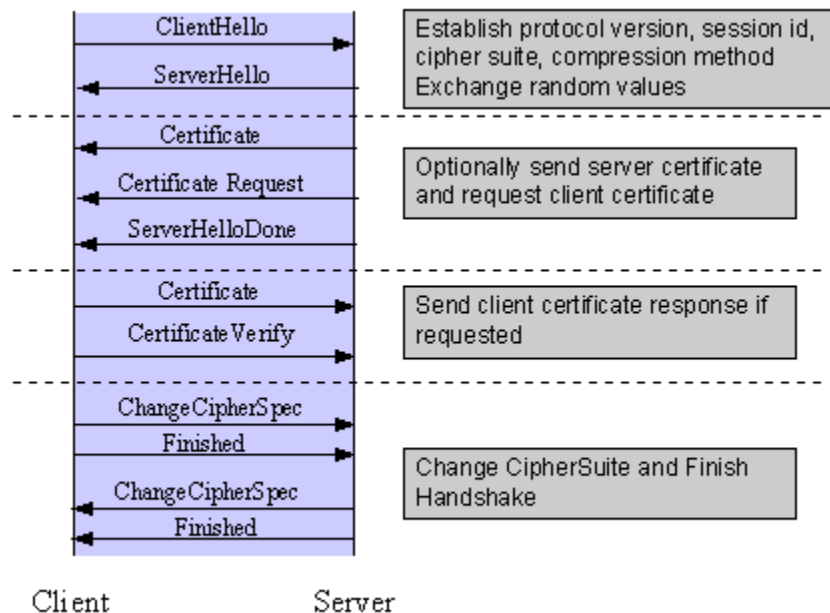 ClientHello
ServerHello
Establish protocol version, session id,
cipher suite, compression method
Exchange random values
Certificate
Certificate Request
ServerHelloDone
Optionally send server certificate
and request client certificate
Certificate
CertificateVerify
Send client certificate response if
requested
ChangeCipherSpec
Finished
ChangeCipherSpec
Finished
Change CipherSuite and Finish
Handshake
Client
Server